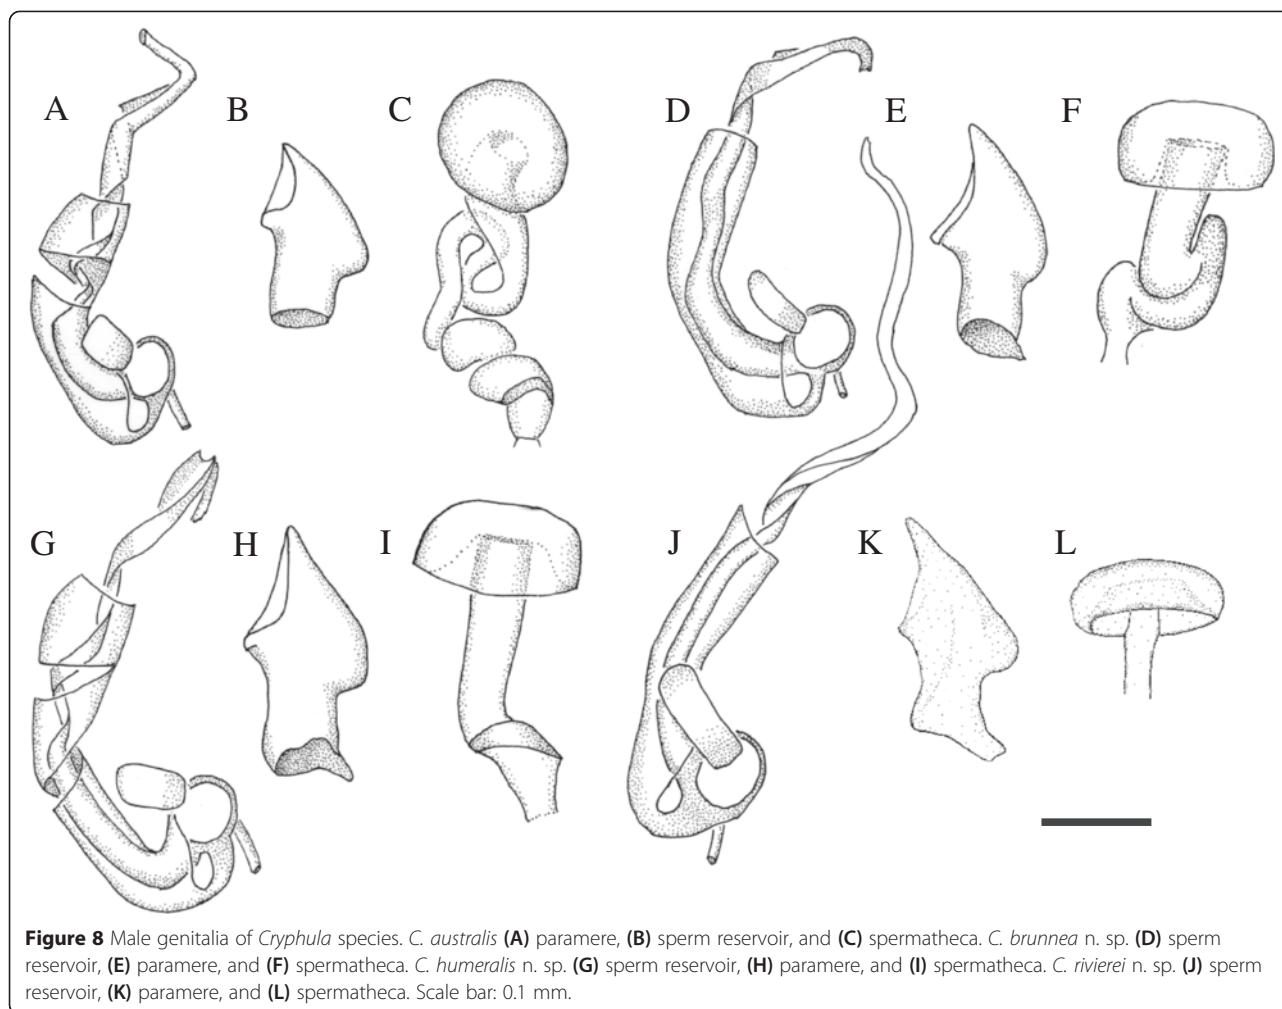 A
B
C
D
E
F
G
H
I
J
K
L
Figure 8 Male genitalia of Cryphula species. C. australis (A) paramere, (B) sperm reservoir, and (C) spermatheca. C. brunnea n. sp. (D) sperm
reservoir, (E) paramere, and (F) spermatheca. C. humeralis n. sp. (G) sperm reservoir, (H) paramere, and (I) spermatheca. C. rivierei n. sp. (J) sperm
reservoir, (K) paramere, and (L) spermatheca. Scale bar: 0.1 mm.